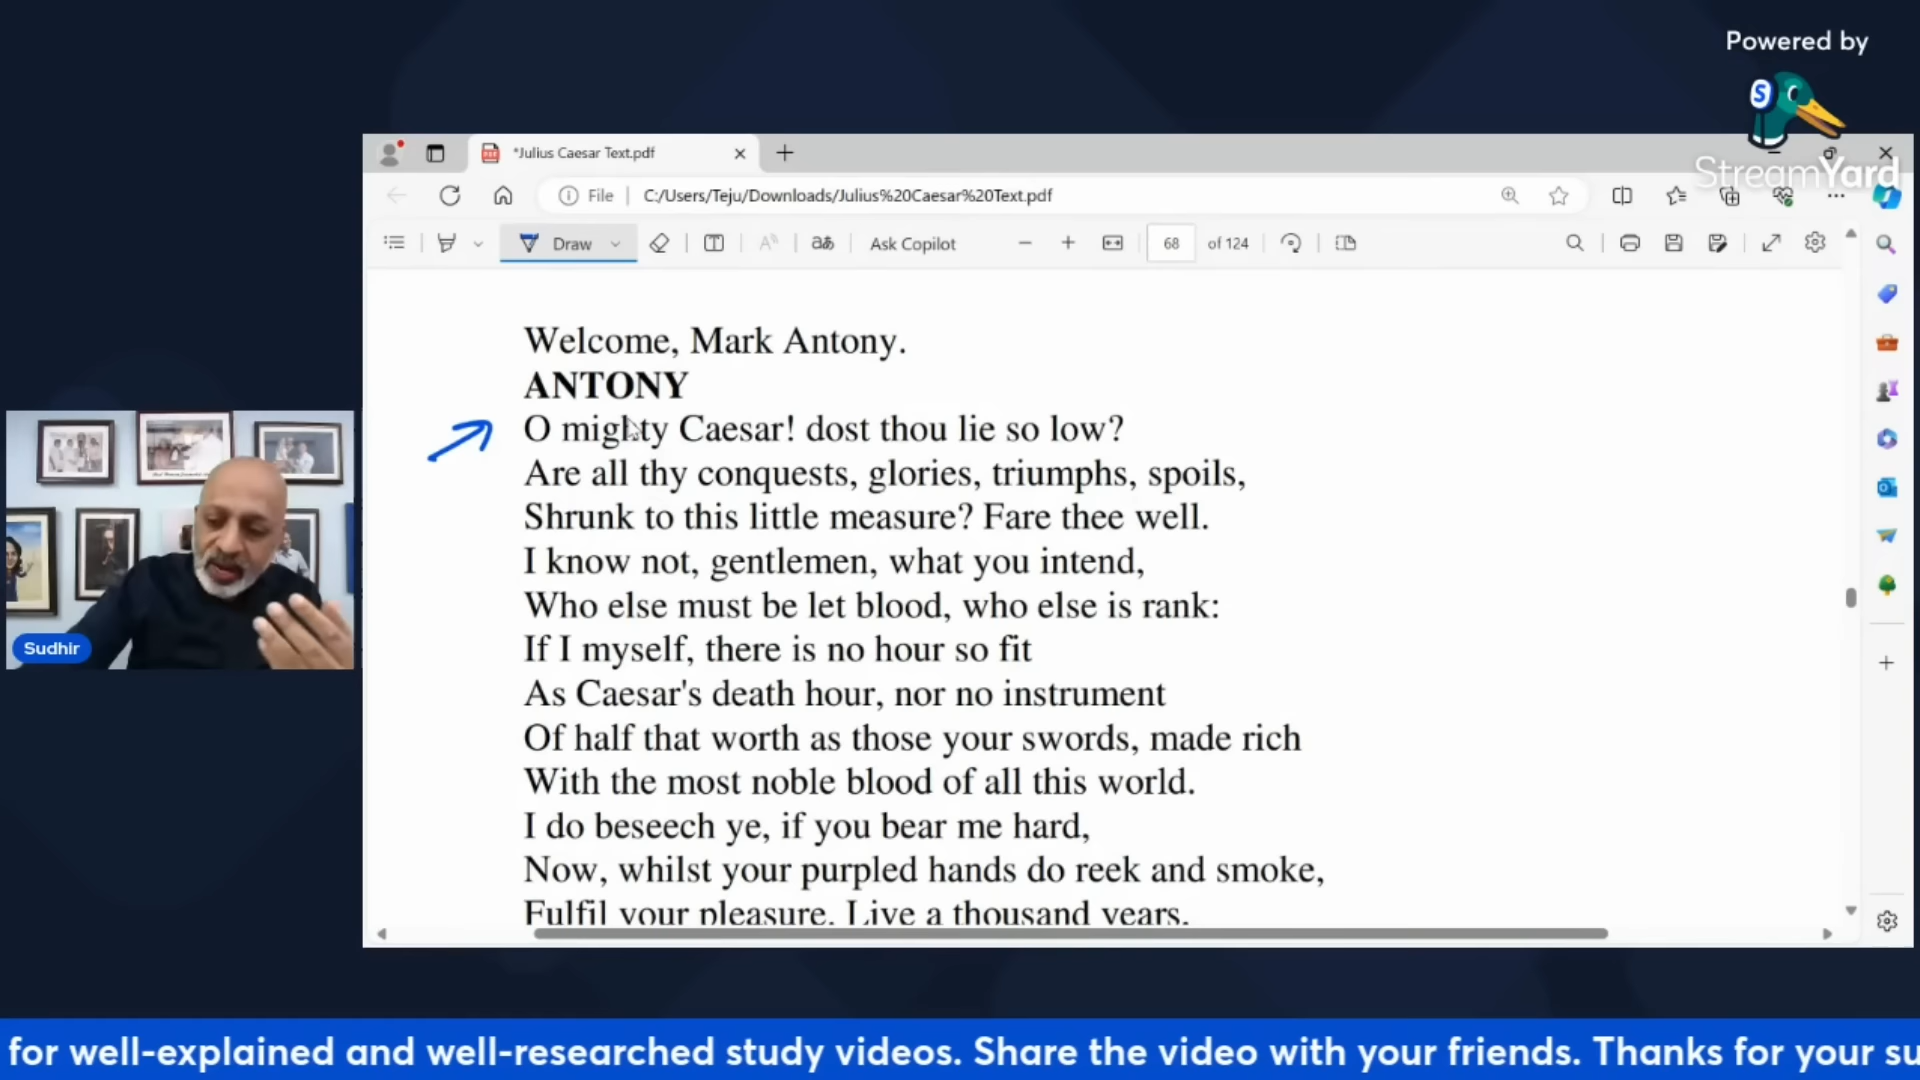 Powered by
StreamYard
*Julius Caesar Text.pdf
File
C:/Users/Teju/Downloads/Julius%20Caesar%20Text.pdf
Draw
Ask Copilot
68
of 124
Welcome, Mark Antony.
ANTONY
O mighty Caesar! dost thou lie so low?
Are all thy conquests, glories, triumphs, spoils,
Shrunk to this little measure? Fare thee well.
I know not, gentlemen, what you intend,
Who else must be let blood, who else is rank:
If I myself, there is no hour so fit
As Caesar's death hour, nor no instrument
Of half that worth as those your swords, made rich
With the most noble blood of all this world.
I do beseech ye, if you bear me hard,
Now, whilst your purpled hands do reek and smoke,
Fulfil your pleasure. Live a thousand years,
Sudhir
for well-explained and well-researched study videos. Share the video with your friends. Thanks for your su